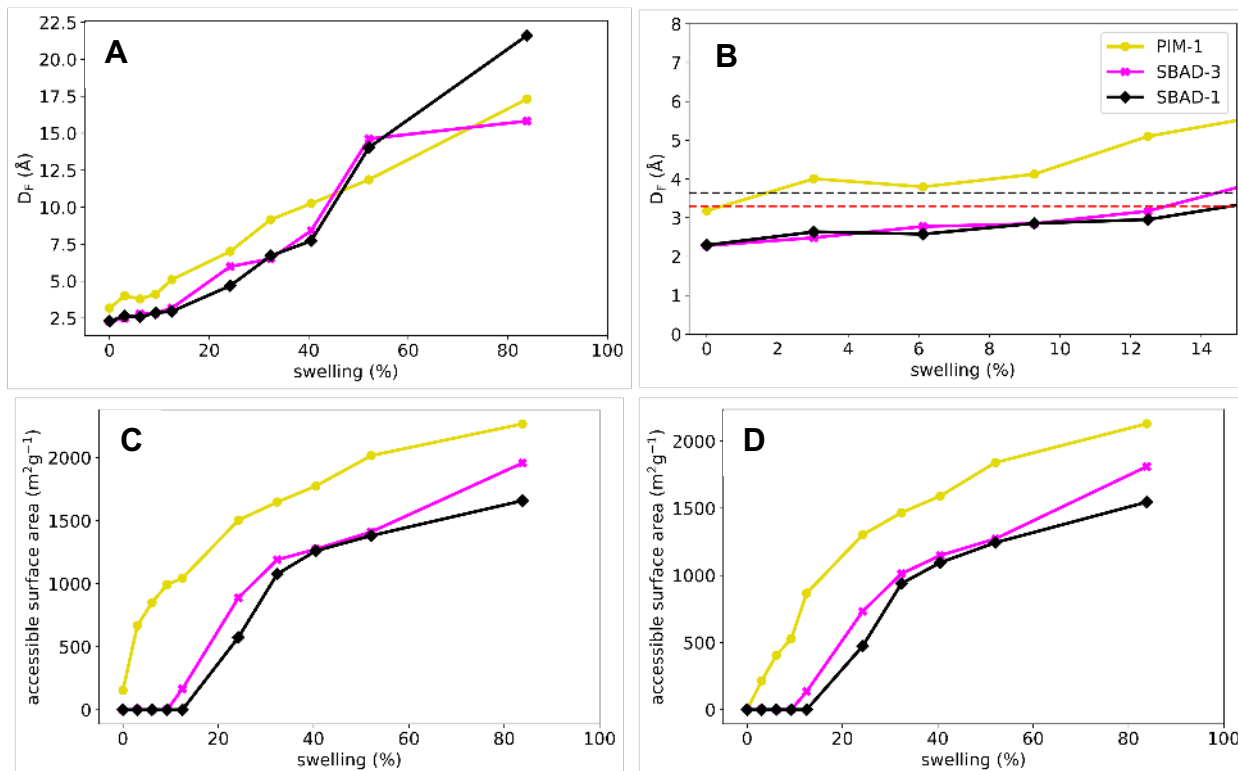 A
22.5
20.0
17.5
15.0
12.5
10.0
7.5
5.0
2.5
D_F (Å)
0 20 40 60 80 100
swelling (%)
B
8
7
6
5
4
3
2
1
0
D_F (Å)
PIM-1
SBAD-3
SBAD-1
0 2 4 6 8 10 12 14
swelling (%)
C
2000
1500
1000
500
0
accessible surface area (m²g⁻¹)
0 20 40 60 80 100
swelling (%)
D
2000
1500
1000
500
0
accessible surface area (m²g⁻¹)
0 20 40 60 80 100
swelling (%)